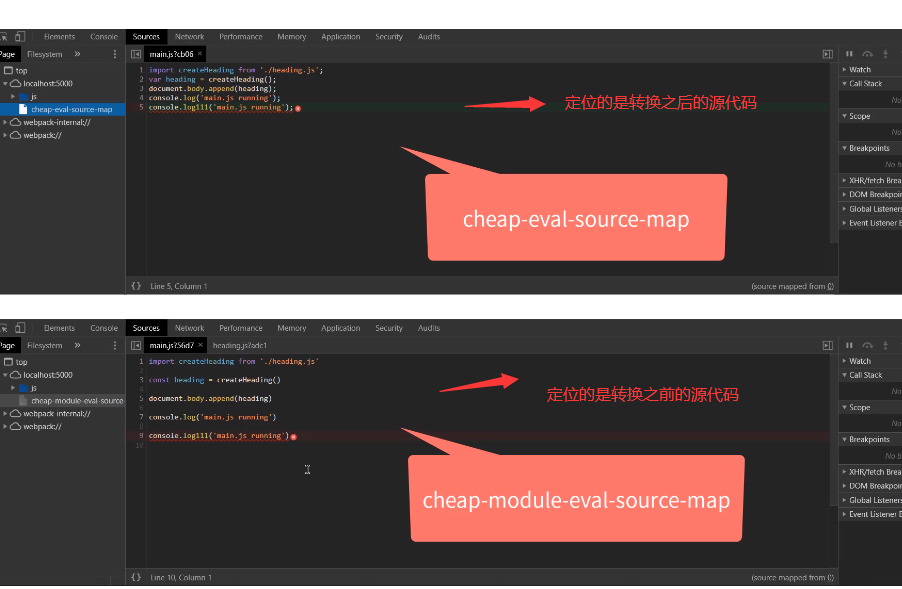 Elements Console Sources Network Performance Memory Application Security Audits
Page Filesystem » main.js?cb06 ×
top
localhost:5000
js
cheap-eval-source-map
webpack-internal://
webpack://
1 import createHeading from './heading.js';
2 var heading = createHeading();
3 document.body.append(heading);
4 console.log('main.js running');
5 console.log111('main.js running');
定位的是转换之后的源代码
cheap-eval-source-map
Watch
Call Stack
No
Scope
No
Breakpoints
No b
XHR/fetch Brea
DOM Breakpoin
Global Listeners
Event Listener B
{} Line 5, Column 1 (source mapped from ())
Elements Console Sources Network Performance Memory Application Security Audits
Page Filesystem » main.js?56d7 × heading.js?adc1
top
localhost:5000
js
cheap-module-eval-source
webpack-internal://
webpack://
1 import createHeading from './heading.js'
2
3 const heading = createHeading()
4
5 document.body.append(heading)
6
7 console.log('main.js running')
8
9 console.log111('main.js running')
10
定位的是转换之前的源代码
cheap-module-eval-source-map
Watch
Call Stack
No
Scope
No
Breakpoints
No b
XHR/fetch Brea
DOM Breakpoi
Global Listeners
Event Listener B
{} Line 10, Column 1 (source mapped from ())